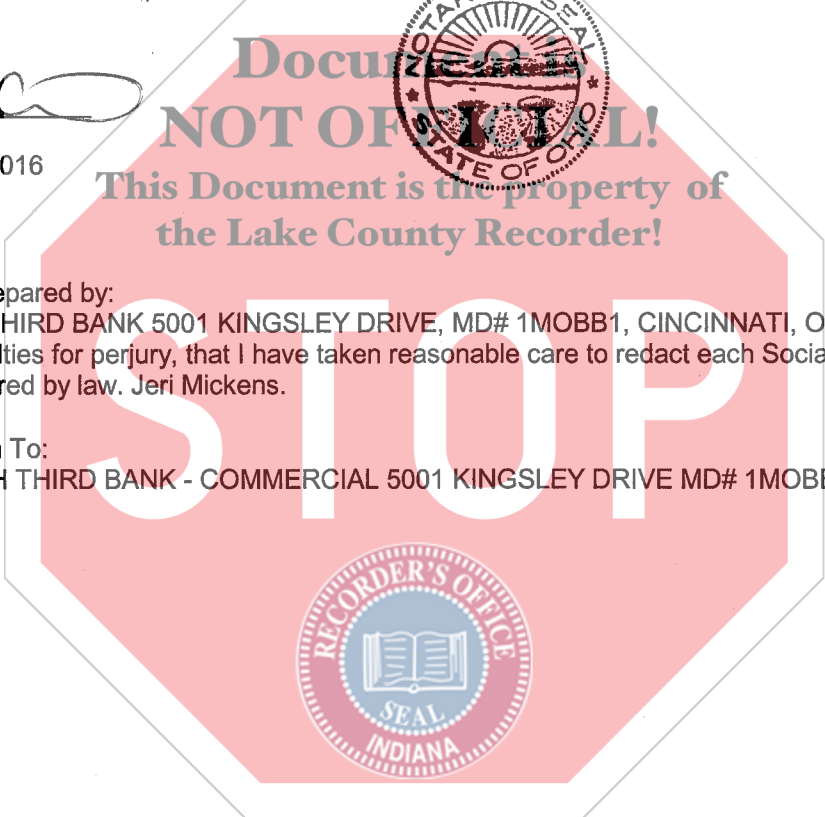 NOTARIAL SEAL
STATE OF OHIO
Document is
NOT OFFICIAL!
016
This Document is the property of
the Lake County Recorder!
epared by:
HIRD BANK 5001 KINGSLEY DRIVE, MD# 1MOBB1, CINCINNATI, O
lties for perjury, that I have taken reasonable care to redact each Socia
red by law. Jeri Mickens.
To:
H THIRD BANK - COMMERCIAL 5001 KINGSLEY DRIVE MD# 1MOBB
STOP
RECORDER'S OFFICE
SEAL
INDIANA